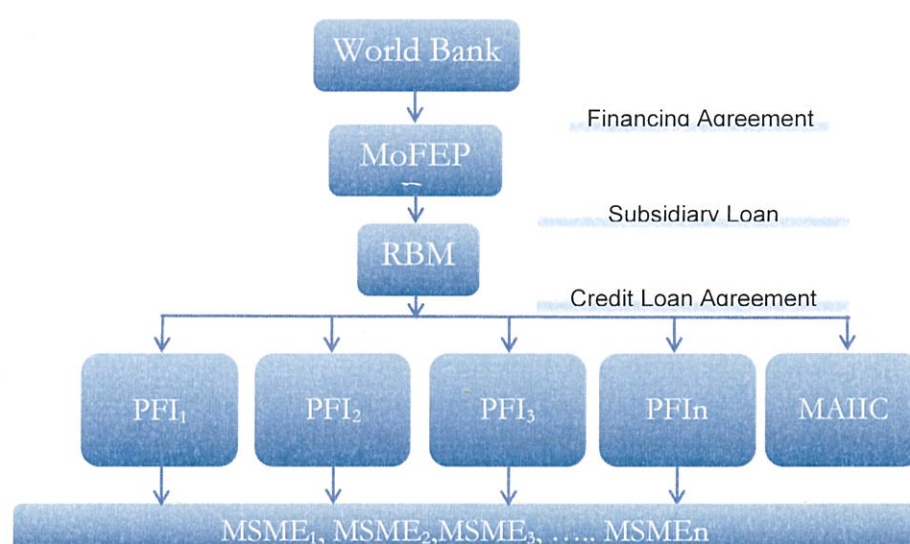 World Bank
Financing Agreement
MoFEP
Subsidiary Loan
RBM
Credit Loan Agreement
PFI₁ PFI₂ PFI₃ PFIn MAIIC
MSME₁, MSME₂,MSME₃, ….. MSMEn